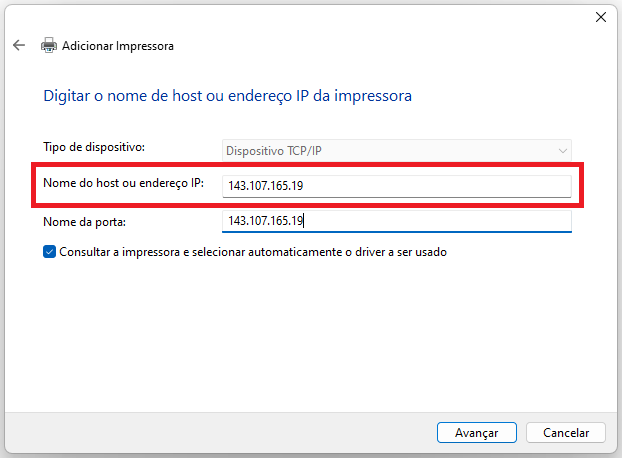 Adicionar Impressora
Digitar o nome de host ou endereço IP da impressora
Tipo de dispositivo: Dispositivo TCP/IP
Nome do host ou endereço IP: 143.107.165.19
Nome da porta: 143.107.165.19
Consultar a impressora e selecionar automaticamente o driver a ser usado
Avançar Cancelar